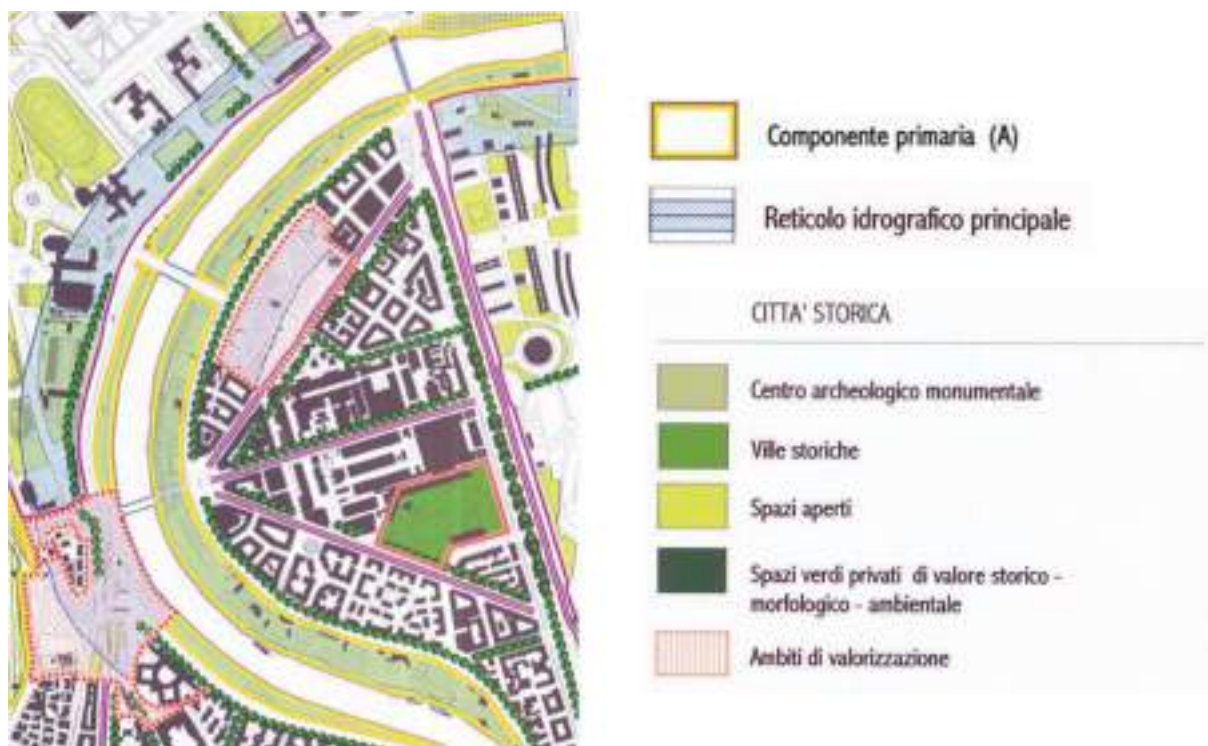 Componente primaria (A)
Reticolo idrografico principale
CITTA' STORICA
Centro archeologico monumentale
Ville storiche
Spazi aperti
Spazi verdi privati di valore storico -
morfologico - ambientale
Ambiti di valorizzazione